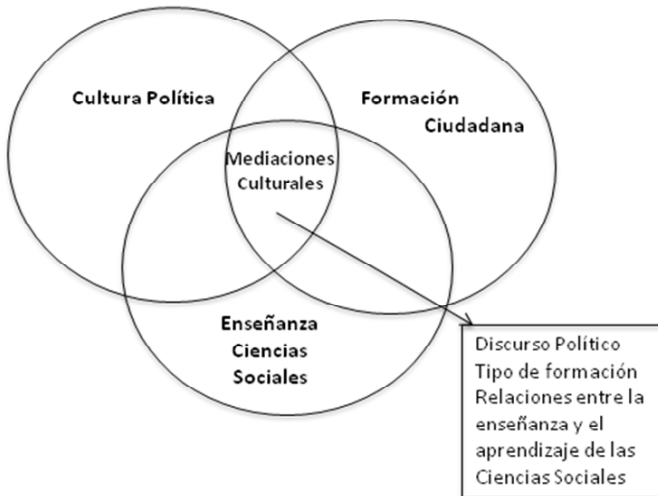 Cultura Política
Formación
Ciudadana
Mediaciones
Culturales
Enseñanza
Ciencias
Sociales
Discurso Político
Tipo de formación
Relaciones entre la
enseñanza y el
aprendizaje de las
Ciencias Sociales